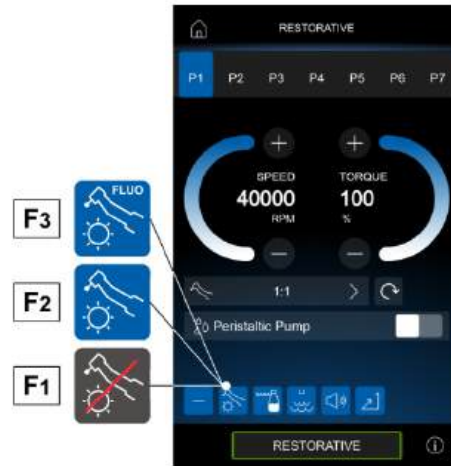 RESTORATIVE
P1 P2 P3 P4 P5 P6 P7
SPEED
40000
RPM
TORQUE
100
%
1:1
Peristaltic Pump
RESTORATIVE
F3
FLUO
F2
F1